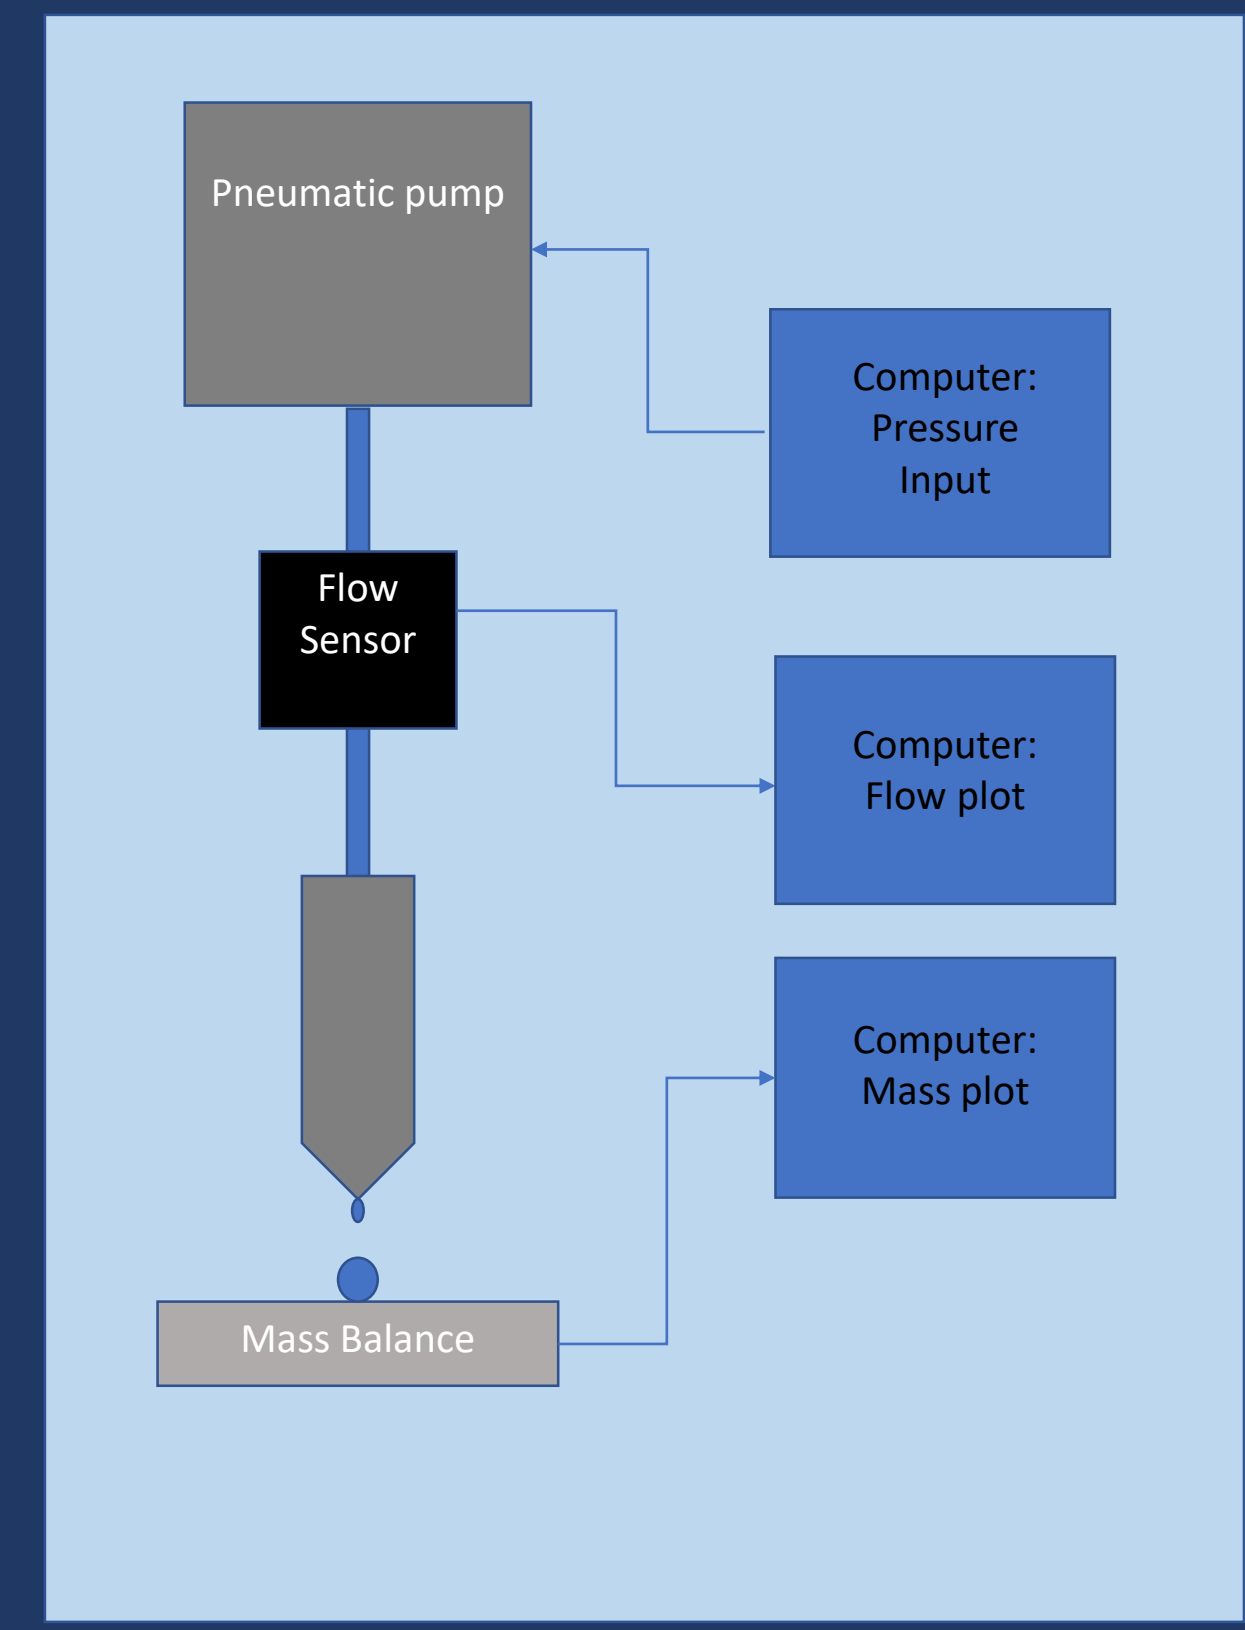 Pneumatic pump
Computer:
Pressure
Input
Flow
Sensor
Computer:
Flow plot
Computer:
Mass plot
Mass Balance